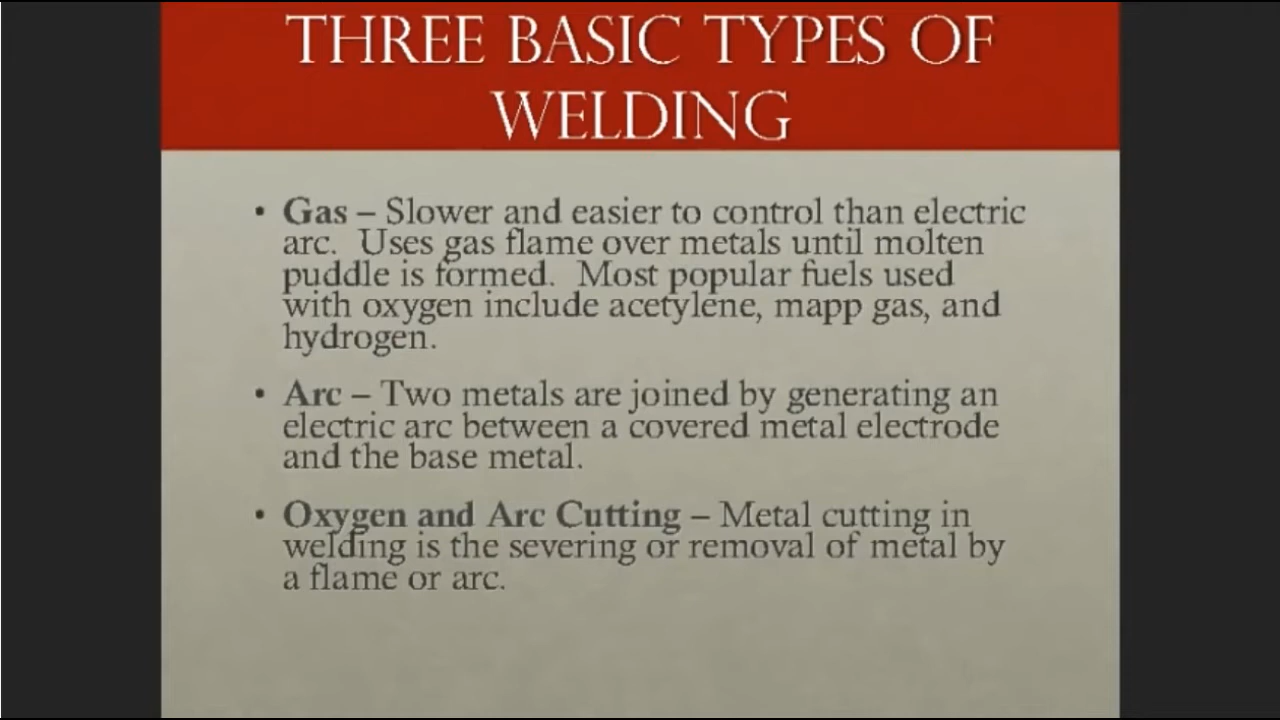 THREE BASIC TYPES OF
WELDING
• Gas – Slower and easier to control than electric
arc.  Uses gas flame over metals until molten
puddle is formed.  Most popular fuels used
with oxygen include acetylene, mapp gas, and
hydrogen.
• Arc – Two metals are joined by generating an
electric arc between a covered metal electrode
and the base metal.
• Oxygen and Arc Cutting – Metal cutting in
welding is the severing or removal of metal by
a flame or arc.